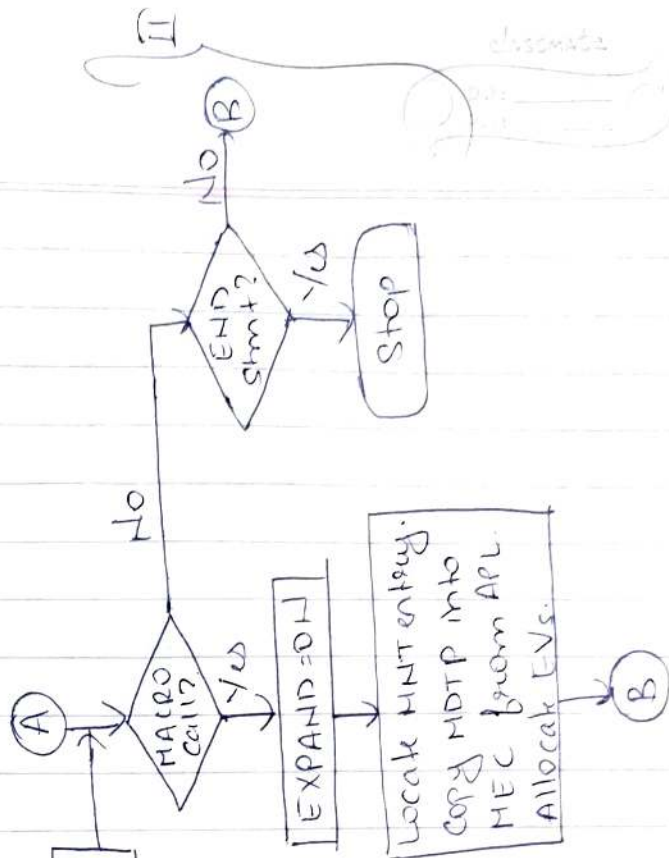 A
MACRO
Call?
No
Yes
END
Stmt?
No
B
Yes
Stop
EXPAND=ON
Locate MNT entry.
Copy MDTP into
MEC from APL.
Allocate EVs.
B
II
classmate